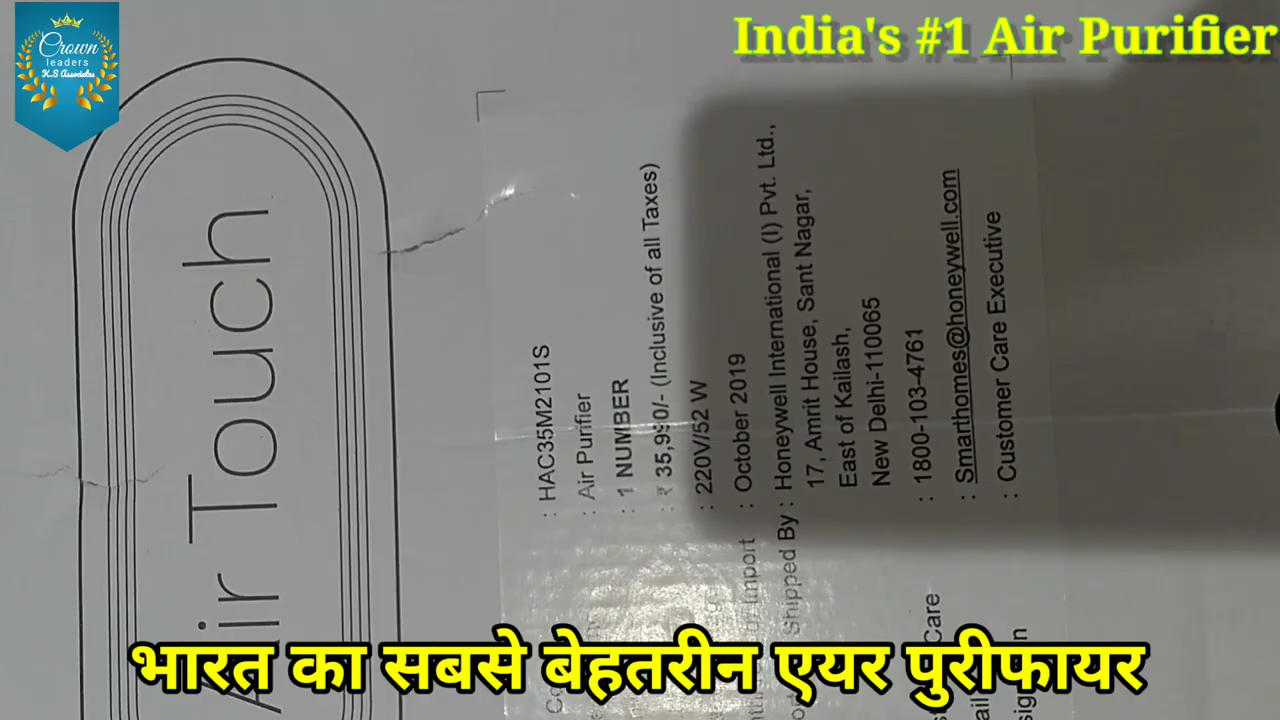 Crown
leaders
K.S Associates
India's #1 Air Purifier
Air Touch
: HAC35M2101S
: Air Purifier
: 1 NUMBER
: ₹ 35,990/- (Inclusive of all Taxes)
: 220V/52 W
Import : October 2019
Shipped By : Honeywell International (I) Pvt. Ltd.,
17, Amrit House, Sant Nagar,
East of Kailash,
New Delhi-110065
Care : 1800-103-4761
: Smarthomes@honeywell.com
: Customer Care Executive
भारत का सबसे बेहतरीन एयर पुरीफायर